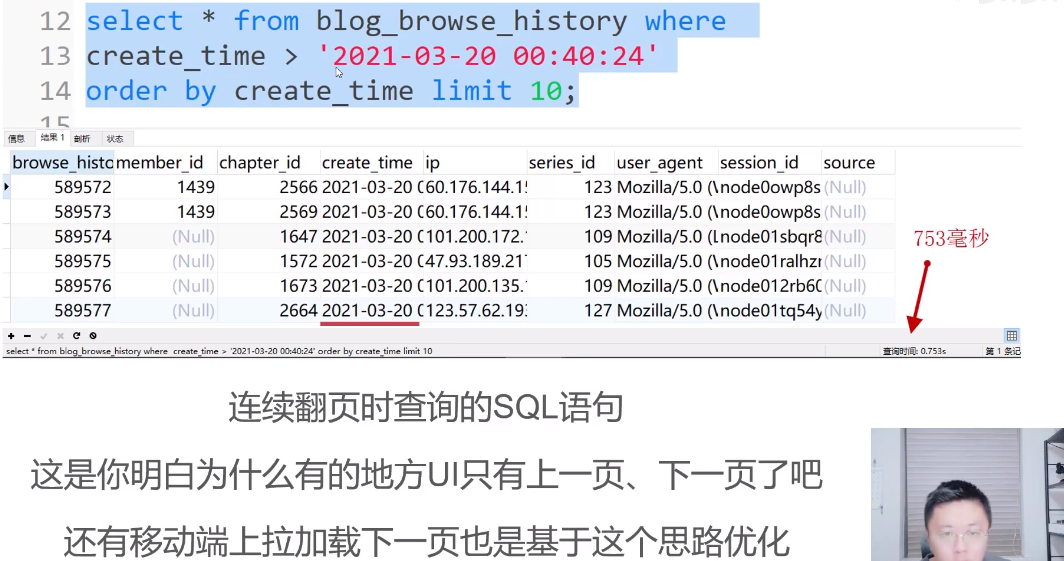 12 select * from blog_browse_history where
13 create_time > '2021-03-20 00:40:24'
14 order by create_time limit 10;
15
信息 结果 1 剖析 状态
browse_histo member_id chapter_id create_time ip series_id user_agent session_id source
589572 1439 2566 2021-03-20 0 60.176.144.15 123 Mozilla/5.0 (\ node0owp8s (Null)
589573 1439 2569 2021-03-20 0 60.176.144.15 123 Mozilla/5.0 (\ node0owp8s (Null)
589574 (Null) 1647 2021-03-20 0 101.200.172. 109 Mozilla/5.0 (L node01sbqr8 (Null)
589575 (Null) 1572 2021-03-20 0 47.93.189.217 105 Mozilla/5.0 (\ node01ralhzr (Null)
589576 (Null) 1673 2021-03-20 0 101.200.135. 109 Mozilla/5.0 (\ node012rb60 (Null)
589577 (Null) 2664 2021-03-20 0 123.57.62.193 127 Mozilla/5.0 (\ node01tq54y (Null)
753毫秒
select * from blog_browse_history where create_time > '2021-03-20 00:40:24' order by create_time limit 10 查询时间: 0.753s 第 1 条记
连续翻页时查询的SQL语句
这是你明白为什么有的地方UI只有上一页、下一页了吧
还有移动端上拉加载下一页也是基于这个思路优化